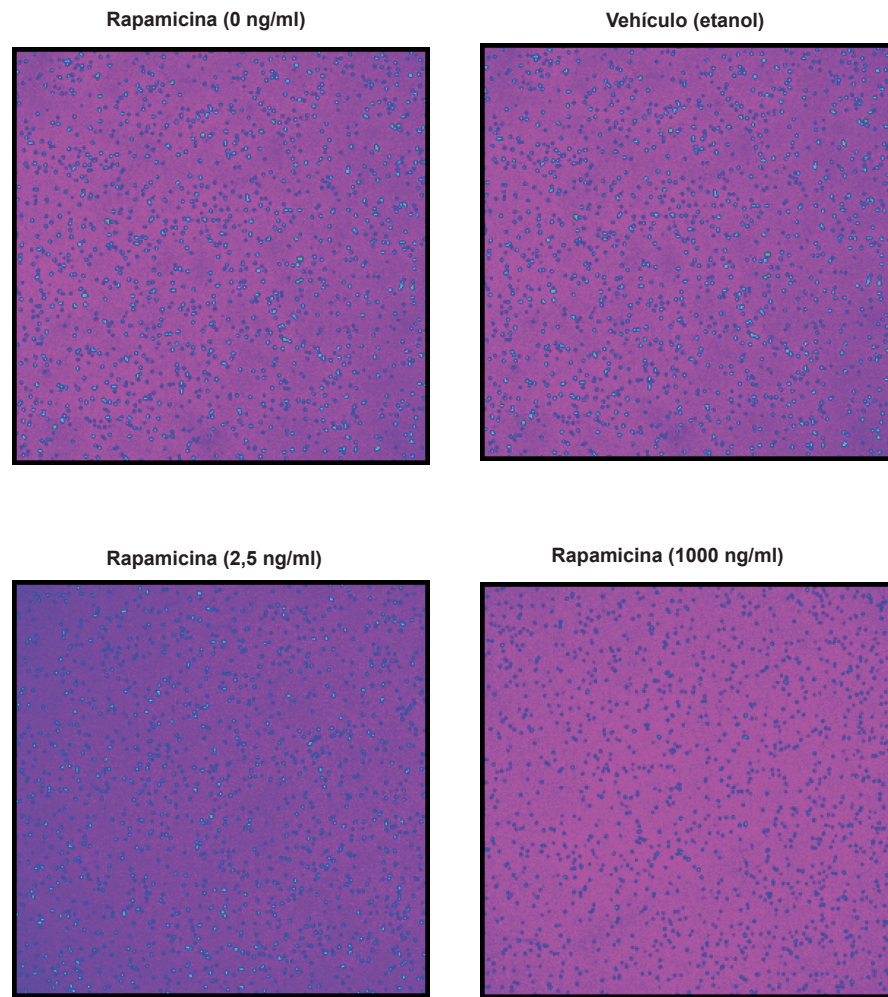 Rapamicina (0 ng/ml)
Vehículo (etanol)
Rapamicina (2,5 ng/ml)
Rapamicina (1000 ng/ml)